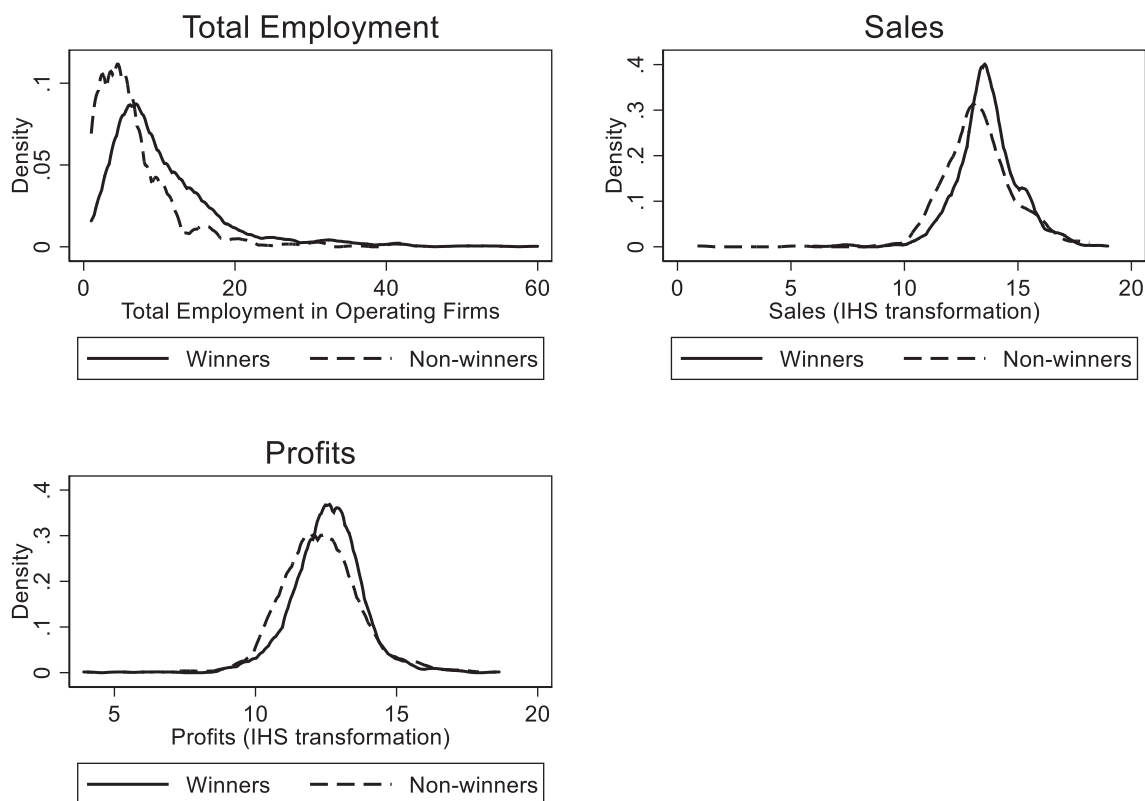 Total Employment
Density
0 .05 .1
0 20 40 60
Total Employment in Operating Firms
Winners Non-winners
Sales
Density
0 .1 .2 .3 .4
0 5 10 15 20
Sales (IHS transformation)
Winners Non-winners
Profits
Density
0 .1 .2 .3 .4
5 10 15 20
Profits (IHS transformation)
Winners Non-winners